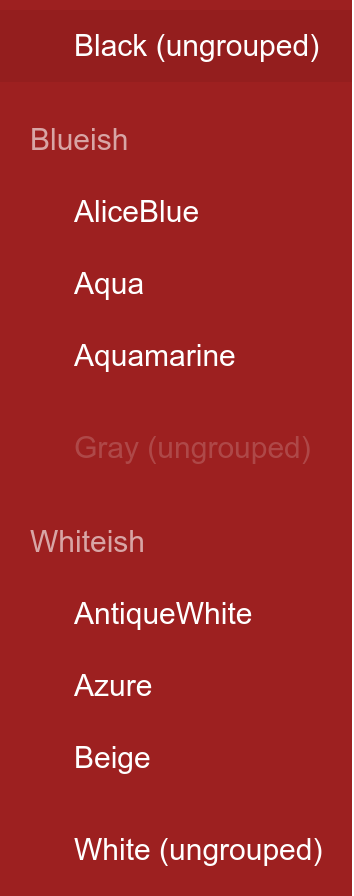 Black (ungrouped)
Blueish
AliceBlue
Aqua
Aquamarine
Gray (ungrouped)
Whiteish
AntiqueWhite
Azure
Beige
White (ungrouped)